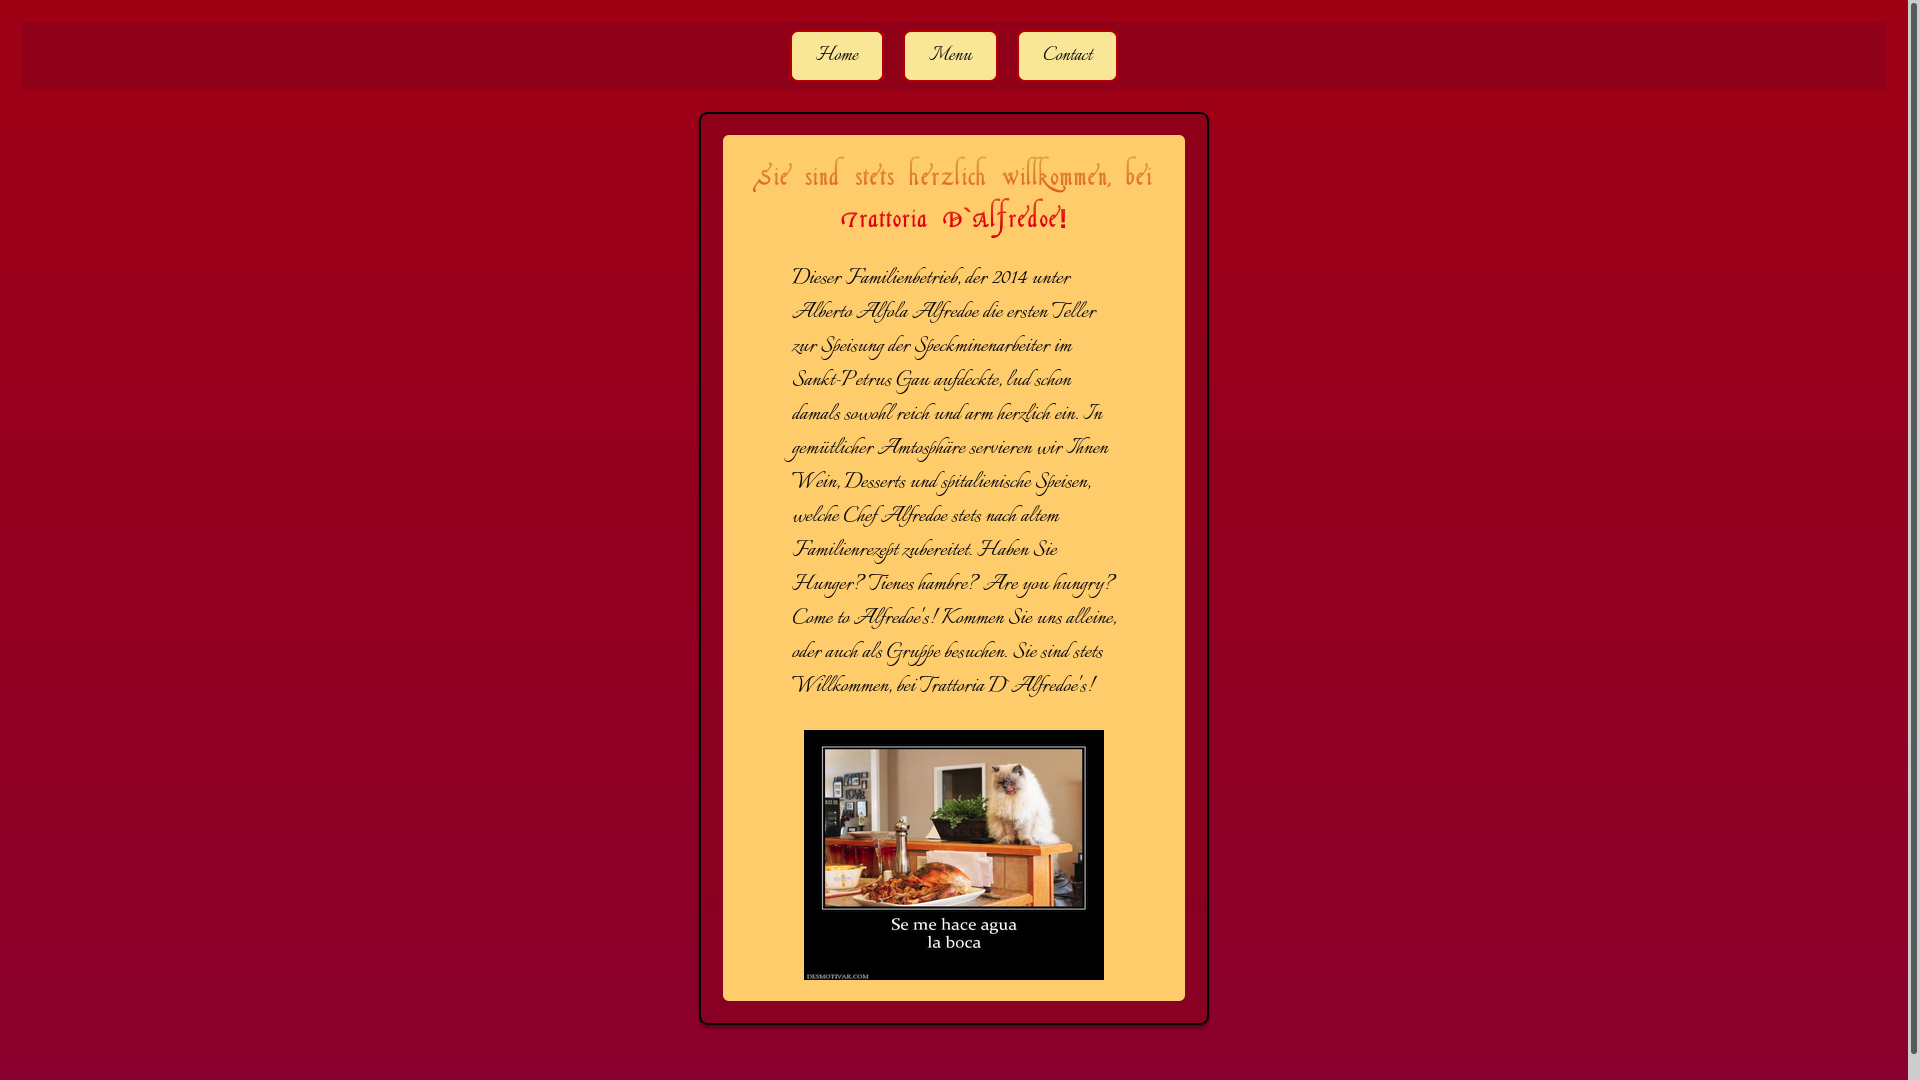 Home
Menu
Contact
Sie sind stets herzlich willkommen, bei
Trattoria D`Alfredoe!
Dieser Familienbetrieb, der 2014 unter
Alberto Alfola Alfredoe die ersten Teller
zur Speisung der Speckminenarbeiter im
Sankt-Petrus Gau aufdeckte, lud schon
damals sowohl reich und arm herzlich ein. In
gemütlicher Amtosphäre servieren wir Ihnen
Wein, Desserts und spitalienische Speisen,
welche Chef Alfredoe stets nach altem
Familienrezept zubereitet. Haben Sie
Hunger? Tienes hambre? Are you hungry?
Come to Alfredoe's! Kommen Sie uns alleine,
oder auch als Gruppe besuchen. Sie sind stets
Willkommen, bei Trattoria D`Alfredoe's!
Se me hace agua
la boca
DESMOTIVAR.COM